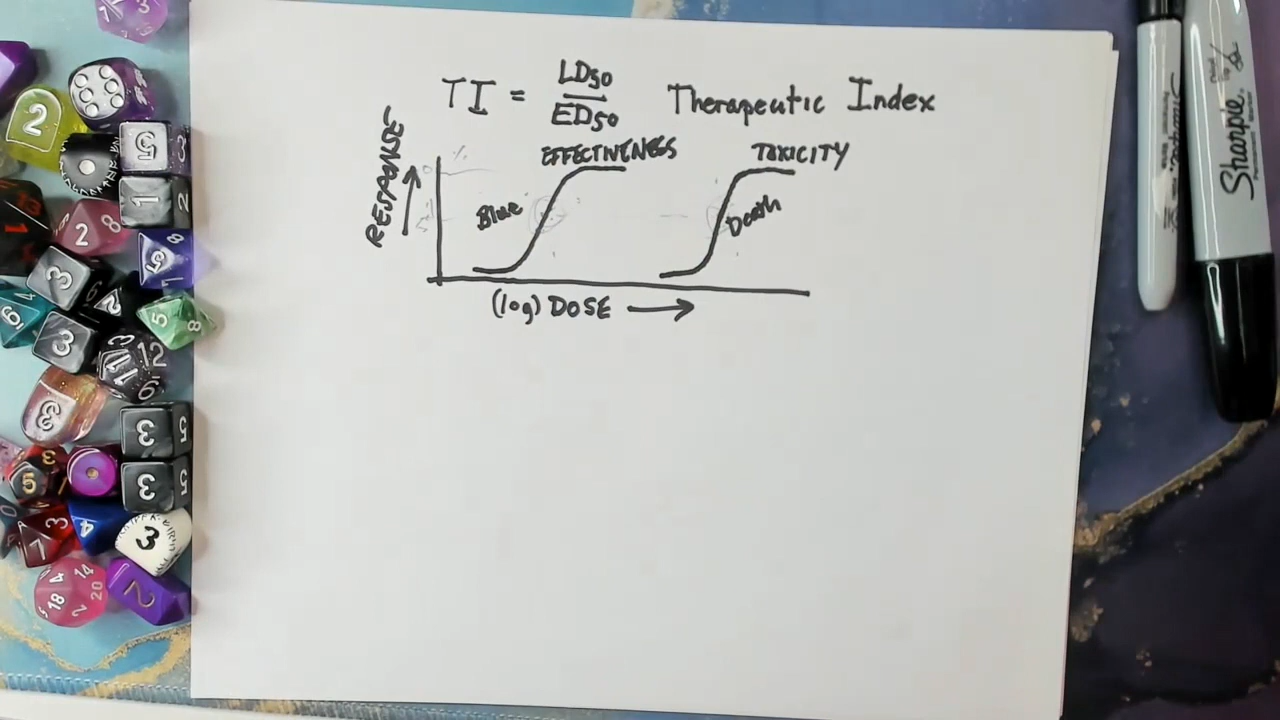 TI = LD50 / ED50 Therapeutic Index
RESPONSE
EFFECTIVENESS
TOXICITY
Blue
Death
(log) DOSE
Sharpie